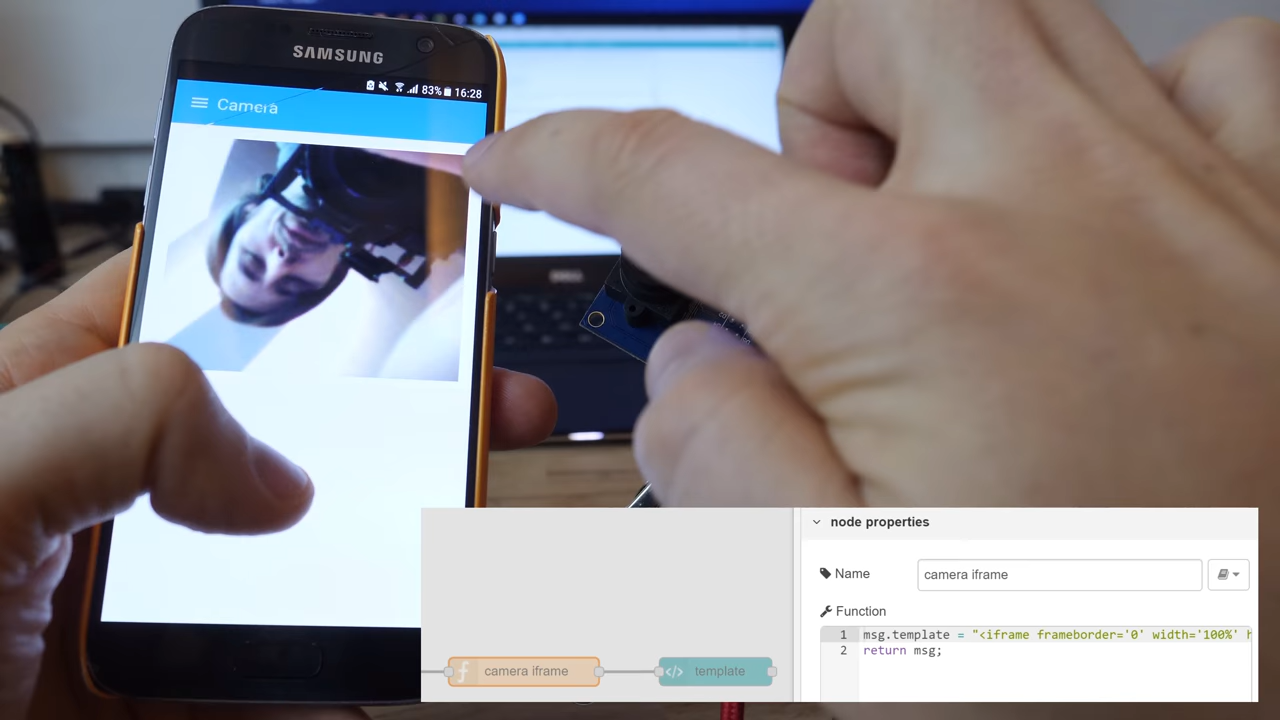 SAMSUNG
83% 16:28
Camera
DELL
node properties
Name
camera iframe
Function
1 msg.template = "<iframe frameborder='0' width='100%' h
2 return msg;
camera iframe
template